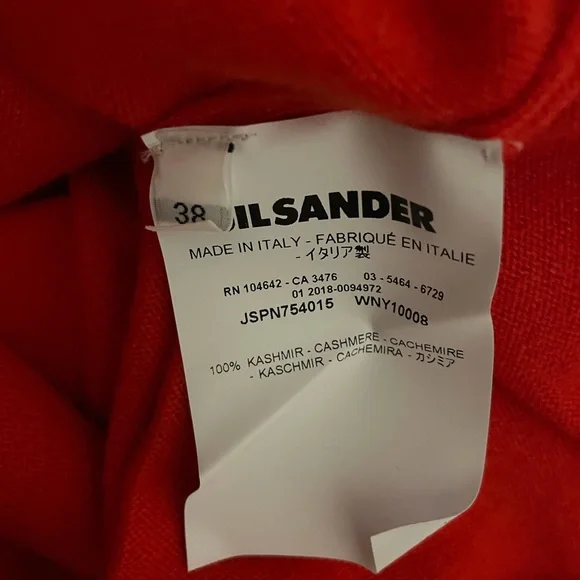 38
JIL SANDER
MADE IN ITALY - FABRIQUÉ EN ITALIE
- イタリア製
RN 104642 - CA 3476 03 - 5464 - 6729
01 2018-0094972
JSPN754015 WNY10008
100% KASHMIR - CASHMERE - CACHEMIRE
- KASCHMIR - CACHEMIRA - カシミア